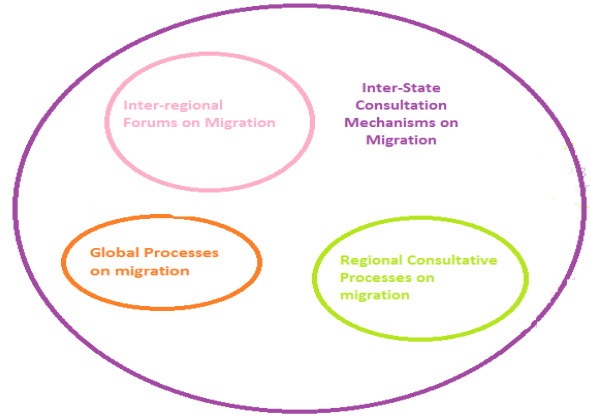 Inter-regional
Forums on Migration
Inter-State
Consultation
Mechanisms on
Migration
Global Processes
on migration
Regional Consultative
Processes on
migration